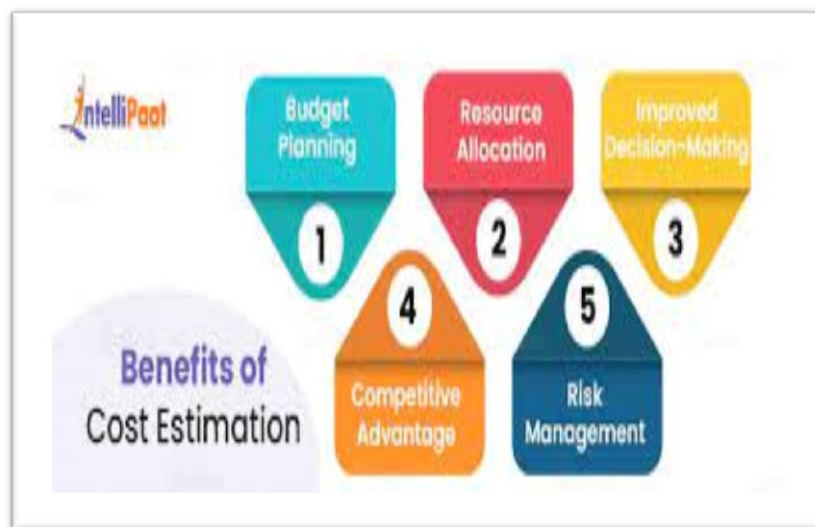 IntelliPaat
Budget
Planning
1
Resource
Allocation
2
Improved
Decision-Making
3
4
Competitive
Advantage
5
Risk
Management
Benefits of
Cost Estimation